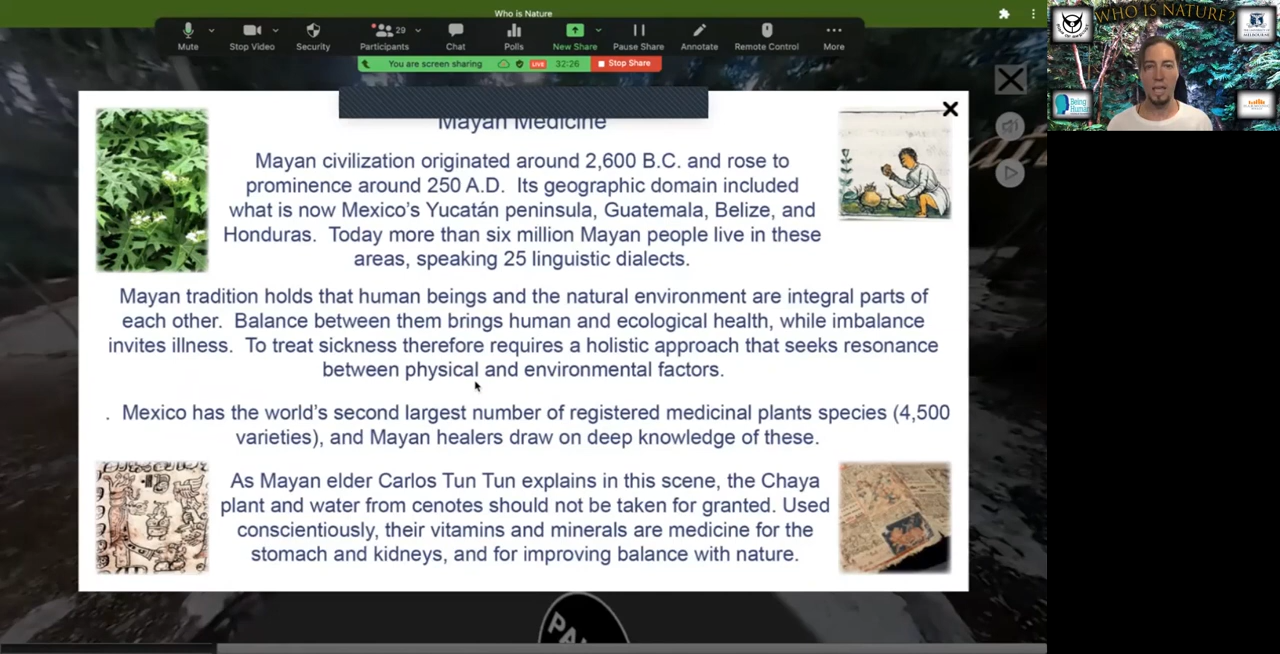 Who is Nature
Mute
Stop Video
Security
29
Participants
Chat
Polls
New Share
Pause Share
Annotate
Remote Control
More
You are screen sharing
LIVE
32:26
Stop Share
WHO IS NATURE?
Being Human
Mayan Medicine
Mayan civilization originated around 2,600 B.C. and rose to
prominence around 250 A.D. Its geographic domain included
what is now Mexico's Yucatán peninsula, Guatemala, Belize, and
Honduras. Today more than six million Mayan people live in these
areas, speaking 25 linguistic dialects.
Mayan tradition holds that human beings and the natural environment are integral parts of
each other. Balance between them brings human and ecological health, while imbalance
invites illness. To treat sickness therefore requires a holistic approach that seeks resonance
between physical and environmental factors.
. Mexico has the world's second largest number of registered medicinal plants species (4,500
varieties), and Mayan healers draw on deep knowledge of these.
As Mayan elder Carlos Tun Tun explains in this scene, the Chaya
plant and water from cenotes should not be taken for granted. Used
conscientiously, their vitamins and minerals are medicine for the
stomach and kidneys, and for improving balance with nature.